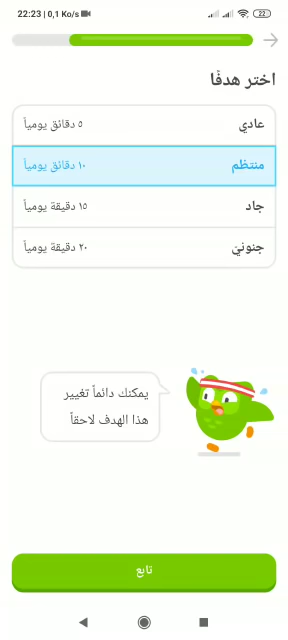 22:23 | 0,1 Ko/s
22
اختر هدفًا
عادي ٥ دقائق يومياً
منتظم ١٠ دقائق يومياً
جاد ١٥ دقيقة يومياً
جنونيّ ٢٠ دقيقة يومياً
يمكنك دائماً تغيير
هذا الهدف لاحقاً
تابع